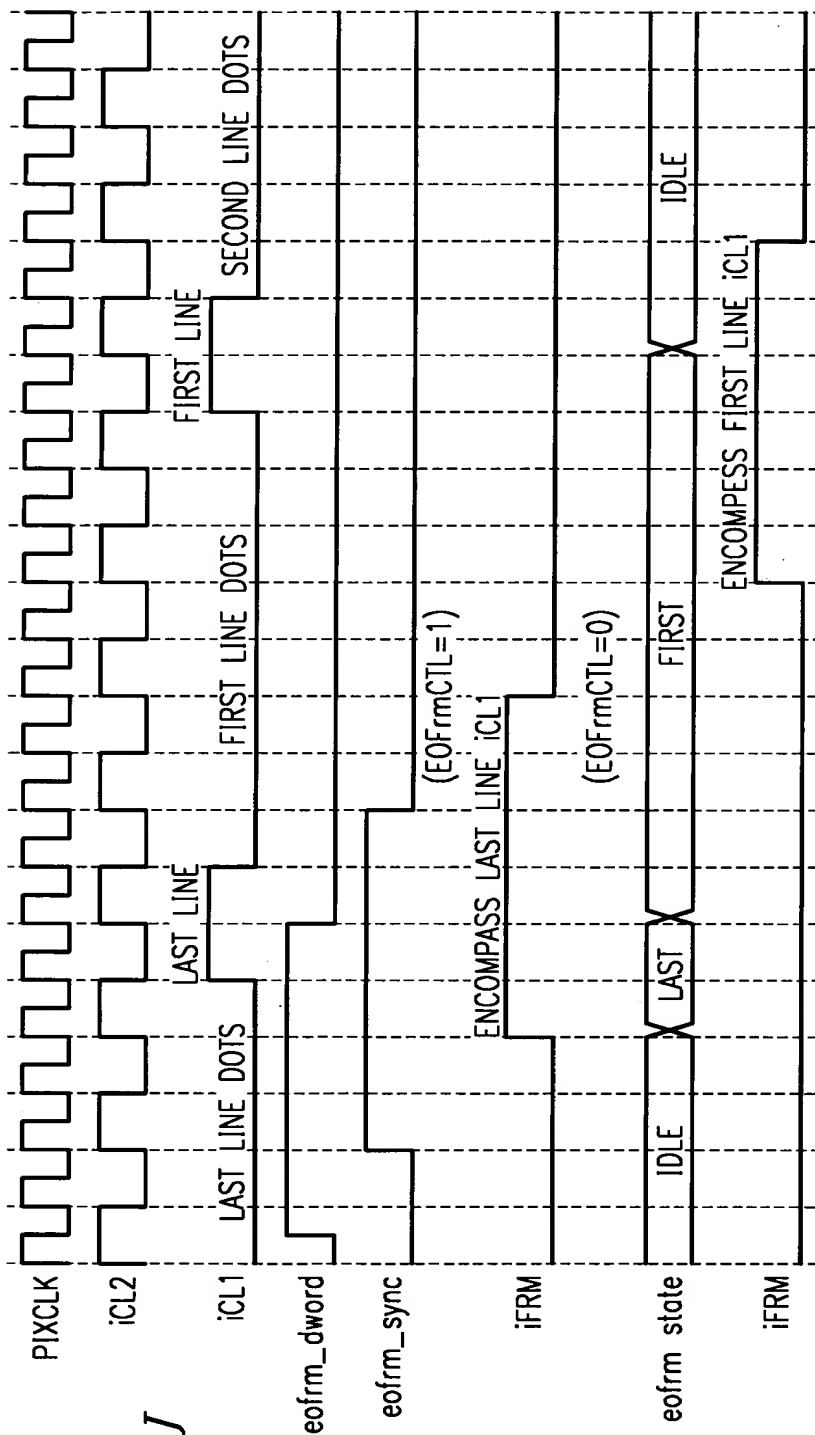 PIXCLK
iCL2
iCL1
LAST LINE DOTS
LAST LINE
FIRST LINE DOTS
FIRST LINE
SECOND LINE DOTS
eofrm_dword
eofrm_sync
(EOFrmCTL=1)
iFRM
ENCOMPASS LAST LINE iCL1
(EOFrmCTL=0)
eofrm state
IDLE
LAST
FIRST
IDLE
iFRM
ENCOMPESS FIRST LINE iCL1
J